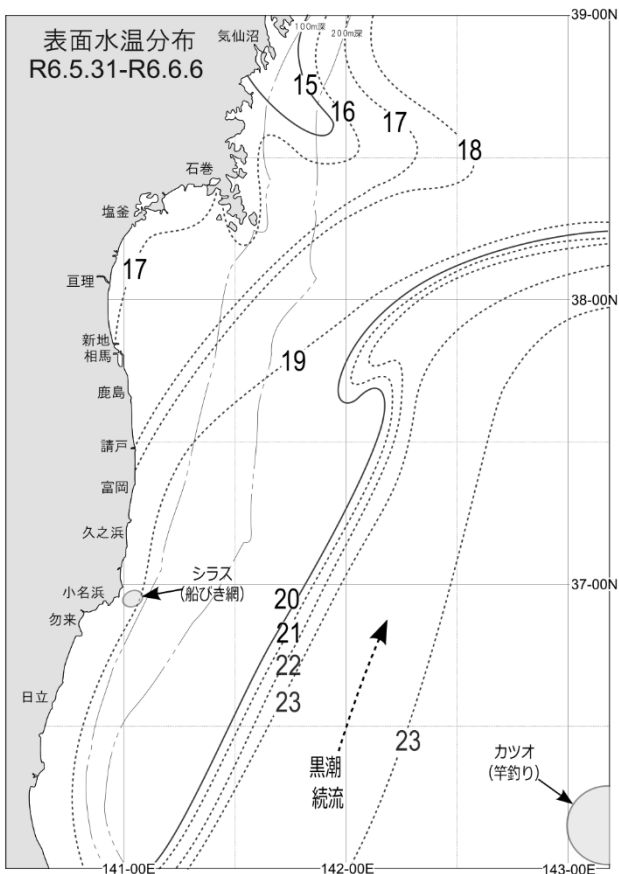 表面水温分布
R6.5.31-R6.6.6
気仙沼
100m深
200m深
39-00N
15
16
17
18
石巻
塩釜
17
亘理
38-00N
新地
相馬
19
鹿島
請戸
富岡
久之浜
シラス
(船びき網)
小名浜
勿来
37-00N
20
21
22
23
日立
黒潮
続流
23
カツオ
(竿釣り)
141-00E
142-00E
143-00E